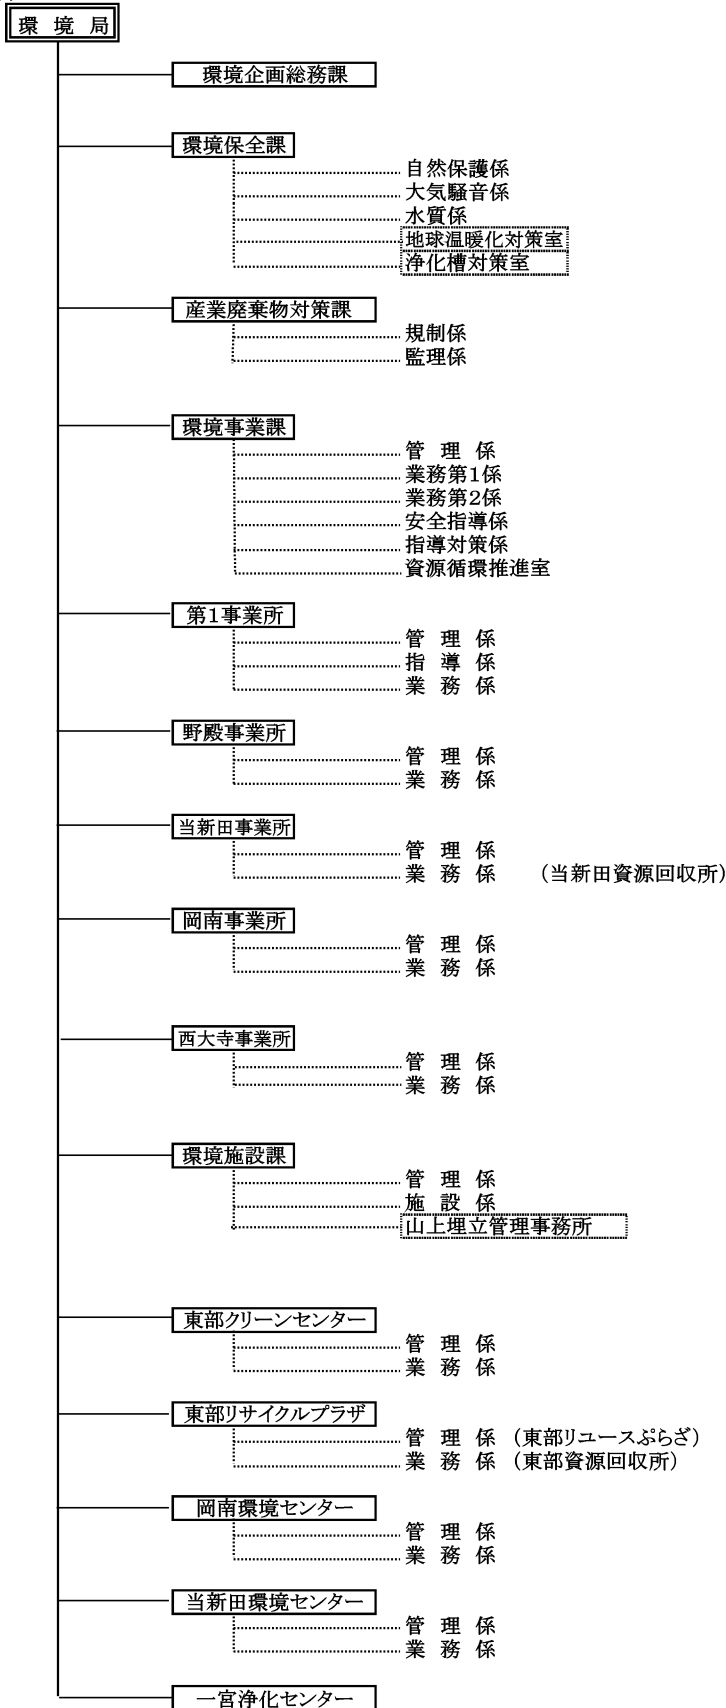 環 境 局
環境企画総務課
環境保全課
自然保護係
大気騒音係
水質係
地球温暖化対策室
浄化槽対策室
産業廃棄物対策課
規制係
監理係
環境事業課
管 理 係
業務第1係
業務第2係
安全指導係
指導対策係
資源循環推進室
第1事業所
管 理 係
指 導 係
業 務 係
野殿事業所
管 理 係
業 務 係
当新田事業所
管 理 係
業 務 係 (当新田資源回収所)
岡南事業所
管 理 係
業 務 係
西大寺事業所
管 理 係
業 務 係
環境施設課
管 理 係
施 設 係
山上埋立管理事務所
東部クリーンセンター
管 理 係
業 務 係
東部リサイクルプラザ
管 理 係 (東部リユースぷらざ)
業 務 係 (東部資源回収所)
岡南環境センター
管 理 係
業 務 係
当新田環境センター
管 理 係
業 務 係
一宮浄化センター